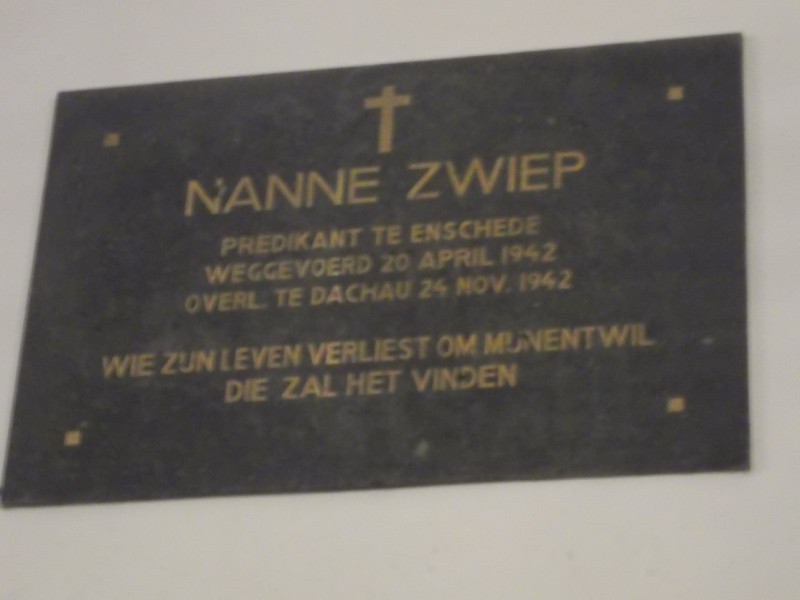 NANNE ZWIEP
PREDIKANT TE ENSCHEDE
WEGGEVOERD 20 APRIL 1942
OVERL. TE DACHAU 24 NOV. 1942
WIE ZIJN LEVEN VERLIEST OM MIJNENTWIL
DIE ZAL HET VINDEN